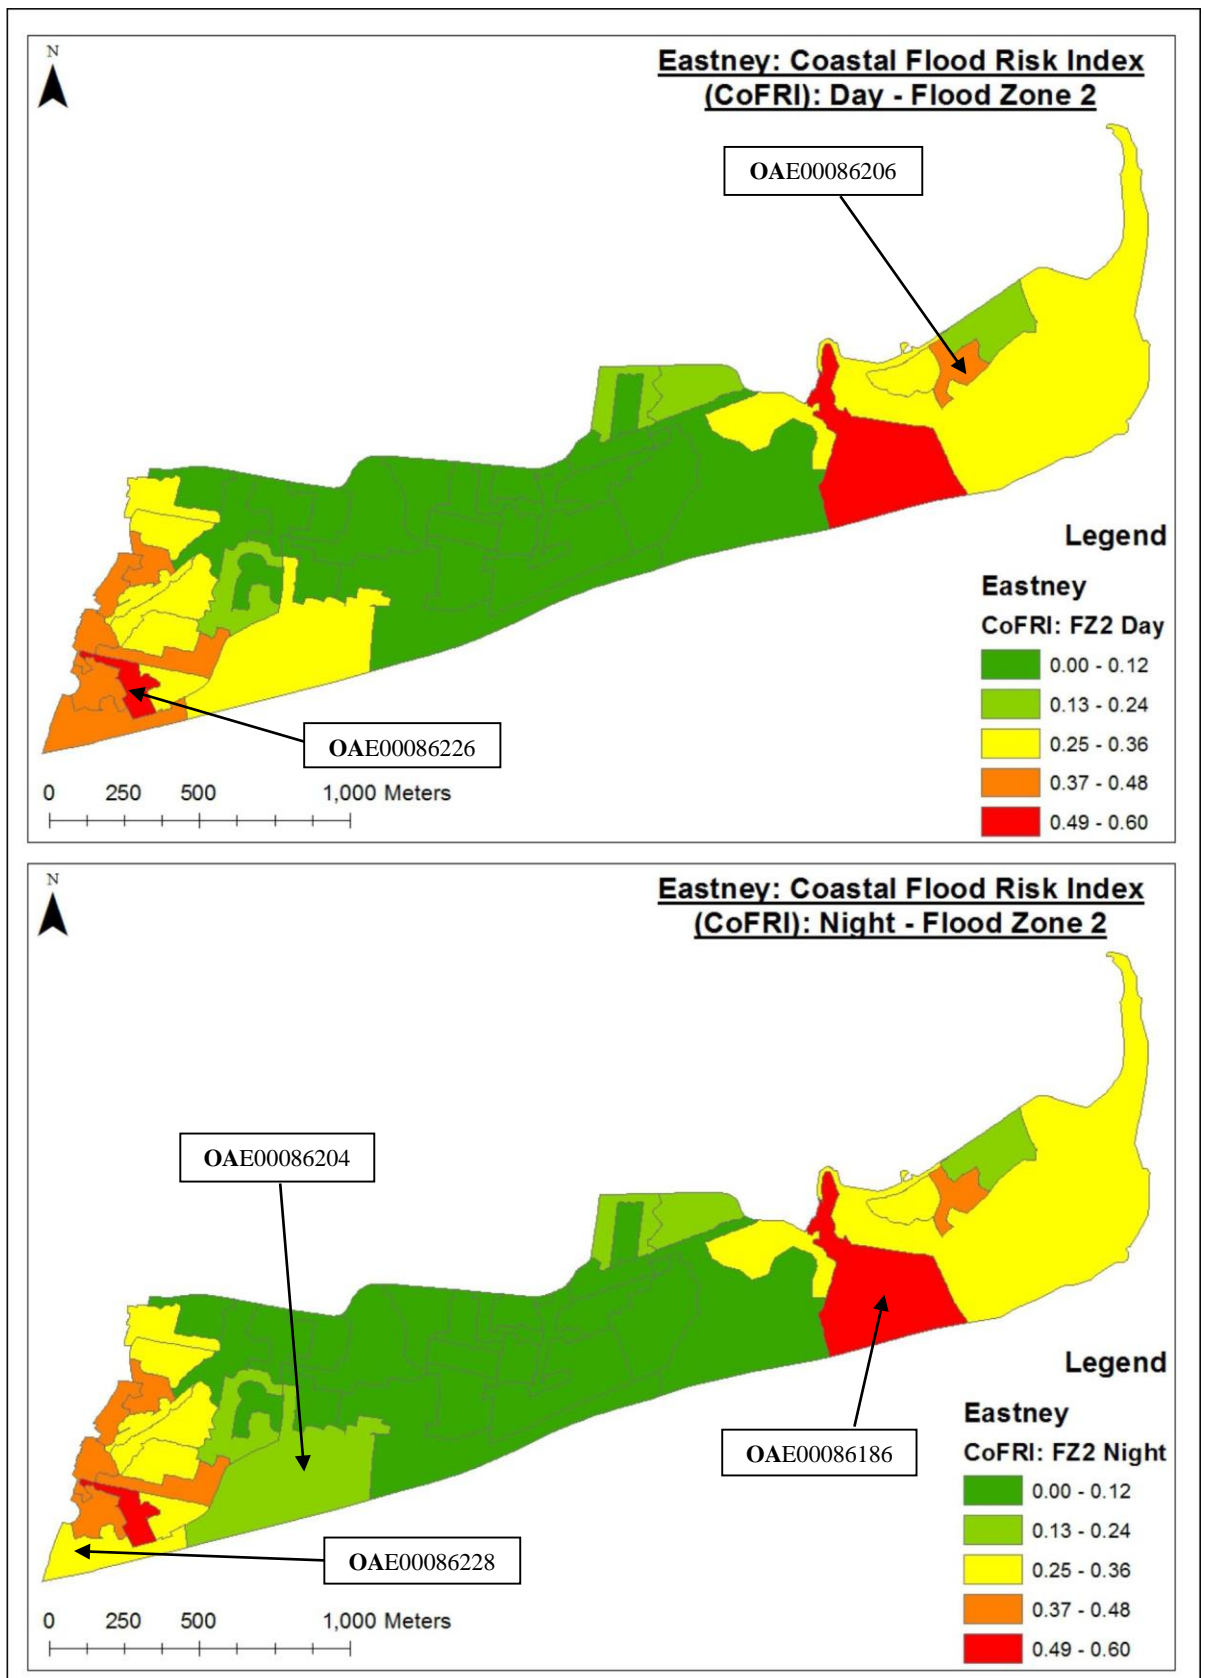 N
Eastney: Coastal Flood Risk Index
(CoFRI): Day - Flood Zone 2
OAE00086206
OAE00086226
0 250 500 1,000 Meters
Legend
Eastney
CoFRI: FZ2 Day
0.00 - 0.12
0.13 - 0.24
0.25 - 0.36
0.37 - 0.48
0.49 - 0.60
N
Eastney: Coastal Flood Risk Index
(CoFRI): Night - Flood Zone 2
OAE00086204
OAE00086186
OAE00086228
0 250 500 1,000 Meters
Legend
Eastney
CoFRI: FZ2 Night
0.00 - 0.12
0.13 - 0.24
0.25 - 0.36
0.37 - 0.48
0.49 - 0.60